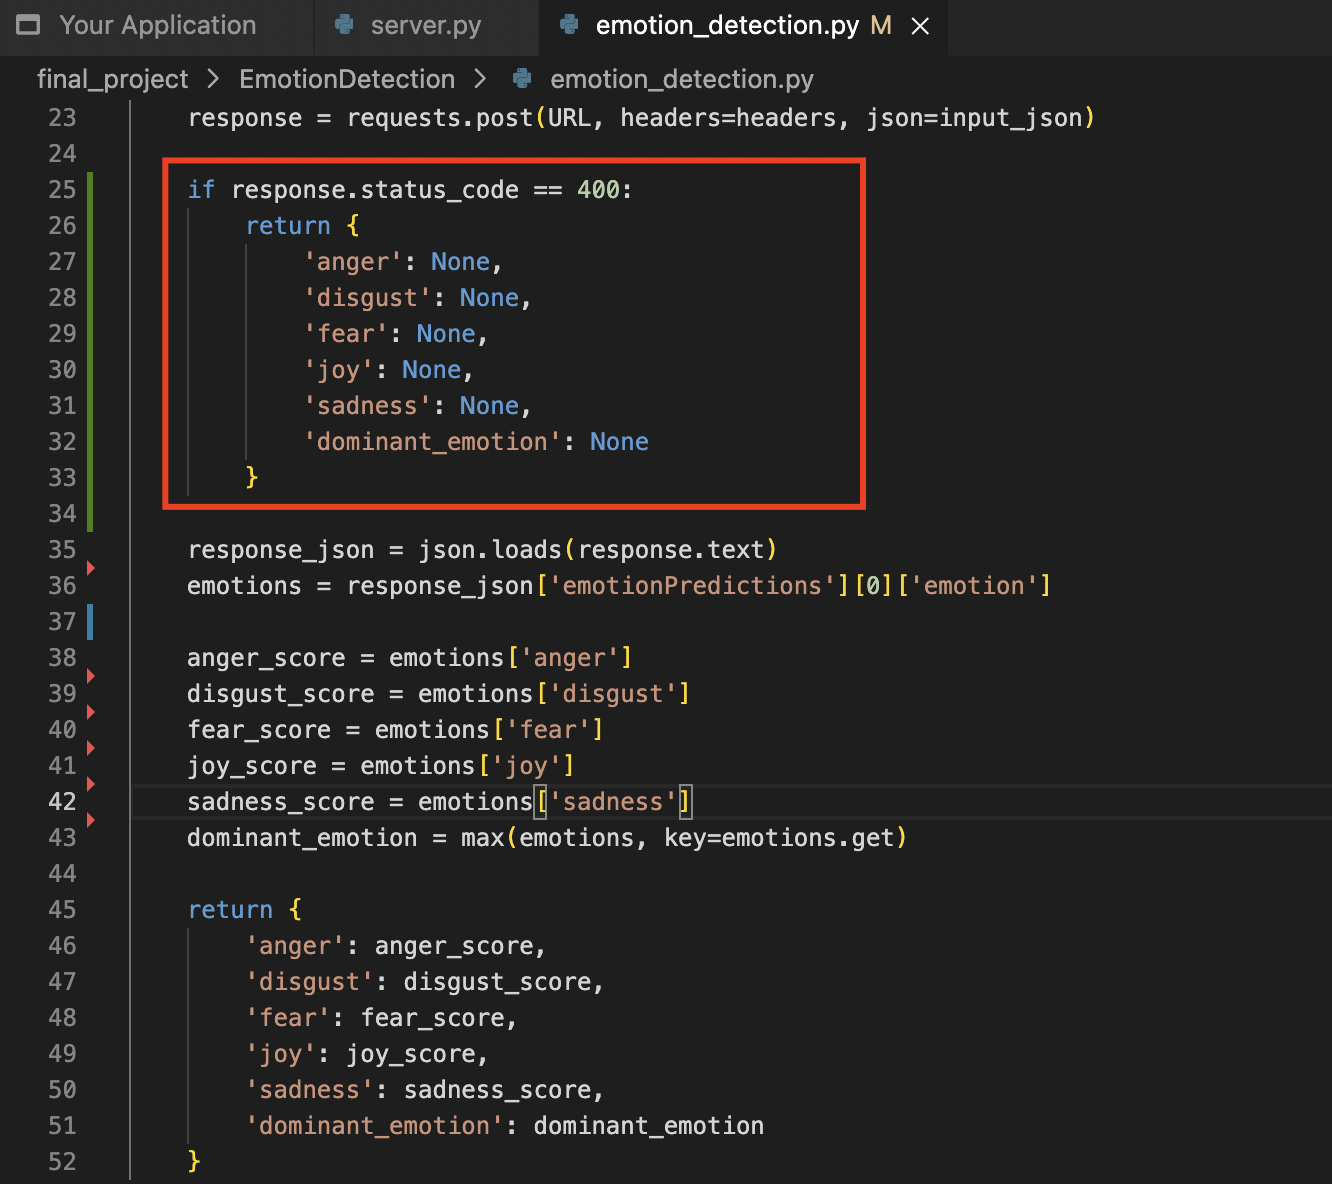 Your Application server.py emotion_detection.py M
final_project > EmotionDetection > emotion_detection.py
23 response = requests.post(URL, headers=headers, json=input_json)
24
25 if response.status_code == 400:
26 return {
27 'anger': None,
28 'disgust': None,
29 'fear': None,
30 'joy': None,
31 'sadness': None,
32 'dominant_emotion': None
33 }
34
35 response_json = json.loads(response.text)
36 emotions = response_json['emotionPredictions'][0]['emotion']
37
38 anger_score = emotions['anger']
39 disgust_score = emotions['disgust']
40 fear_score = emotions['fear']
41 joy_score = emotions['joy']
42 sadness_score = emotions['sadness']
43 dominant_emotion = max(emotions, key=emotions.get)
44
45 return {
46 'anger': anger_score,
47 'disgust': disgust_score,
48 'fear': fear_score,
49 'joy': joy_score,
50 'sadness': sadness_score,
51 'dominant_emotion': dominant_emotion
52 }